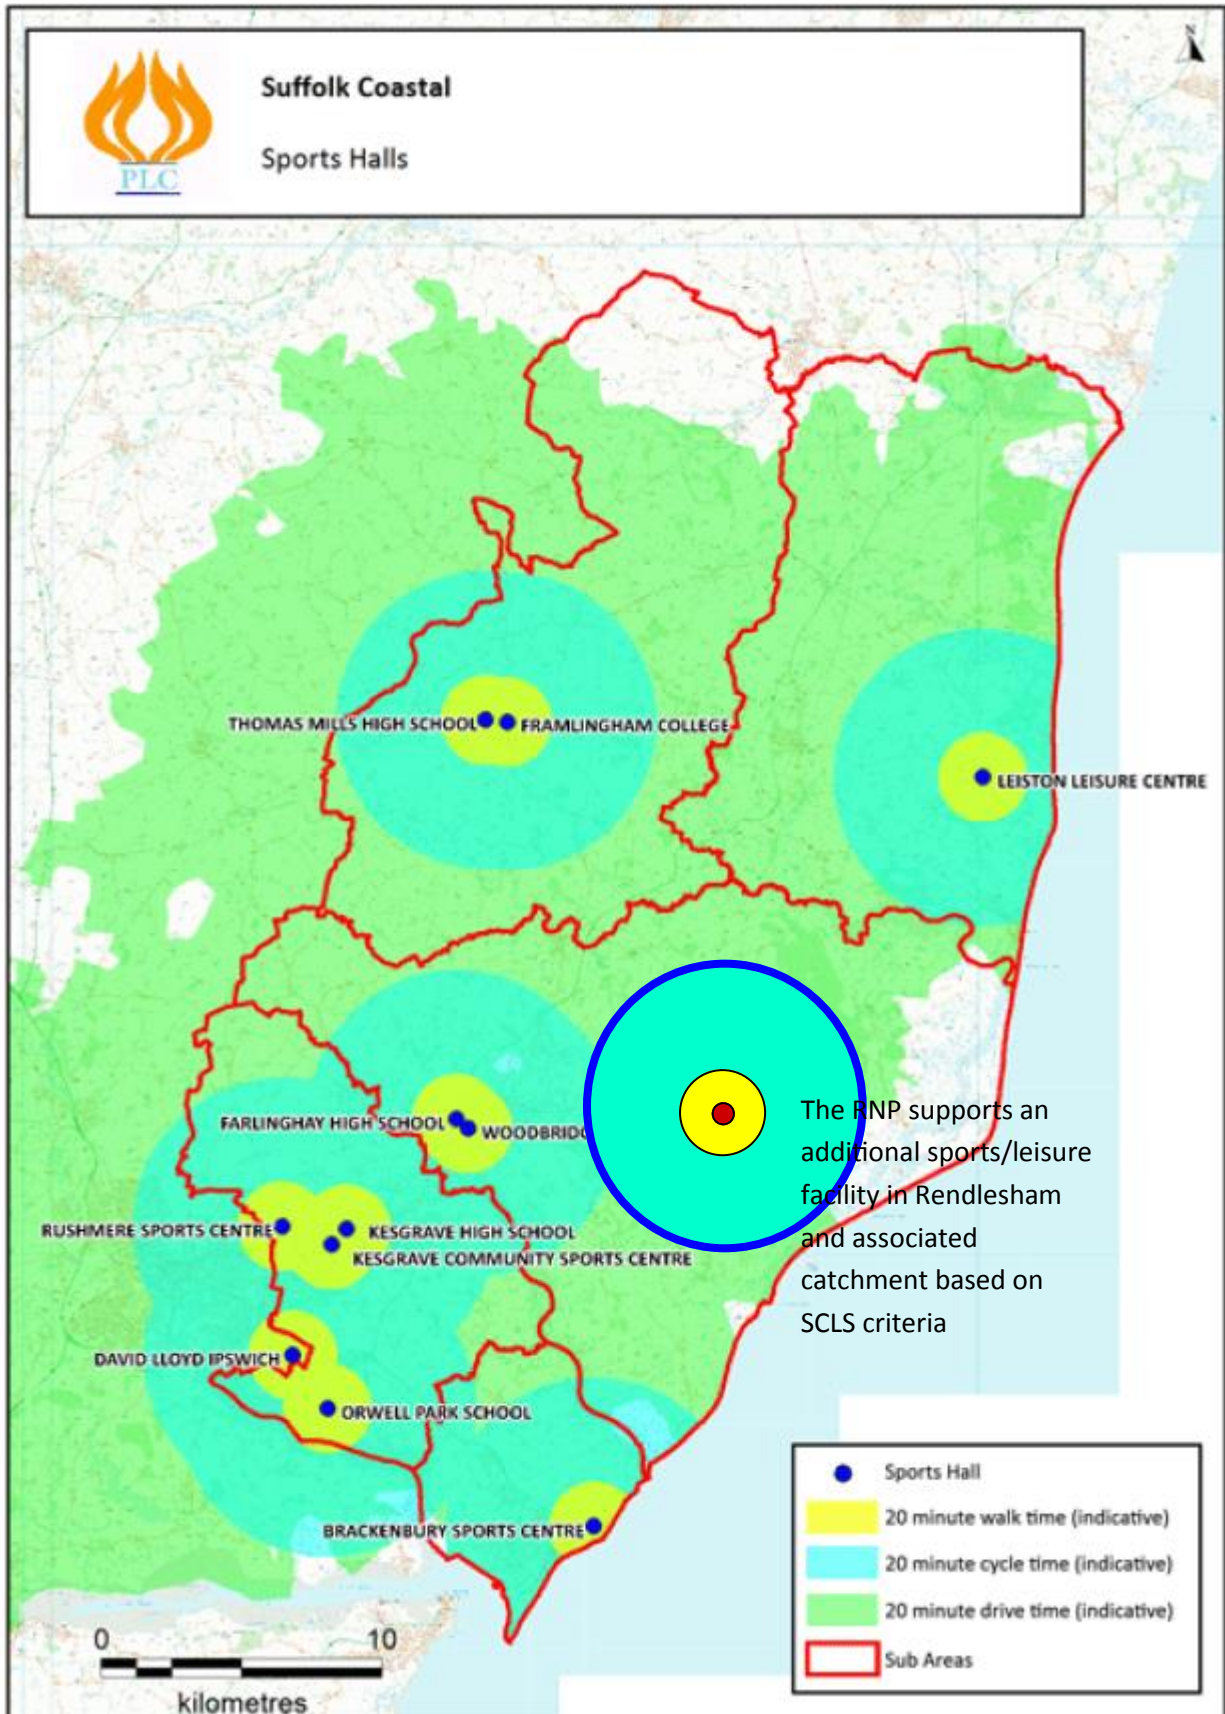 N
Suffolk Coastal
Sports Halls
PLC
THOMAS MILLS HIGH SCHOOL
FRAMLINGHAM COLLEGE
LEISTON LEISURE CENTRE
FARLINGHAY HIGH SCHOOL
WOODBRIDG
The RNP supports an
additional sports/leisure
facility in Rendlesham
and associated
catchment based on
SCLS criteria
RUSHMERE SPORTS CENTRE
KESGRAVE HIGH SCHOOL
KESGRAVE COMMUNITY SPORTS CENTRE
DAVID LLOYD IPSWICH
ORWELL PARK SCHOOL
BRACKENBURY SPORTS CENTRE
Sports Hall
20 minute walk time (indicative)
20 minute cycle time (indicative)
20 minute drive time (indicative)
Sub Areas
0 10
kilometres